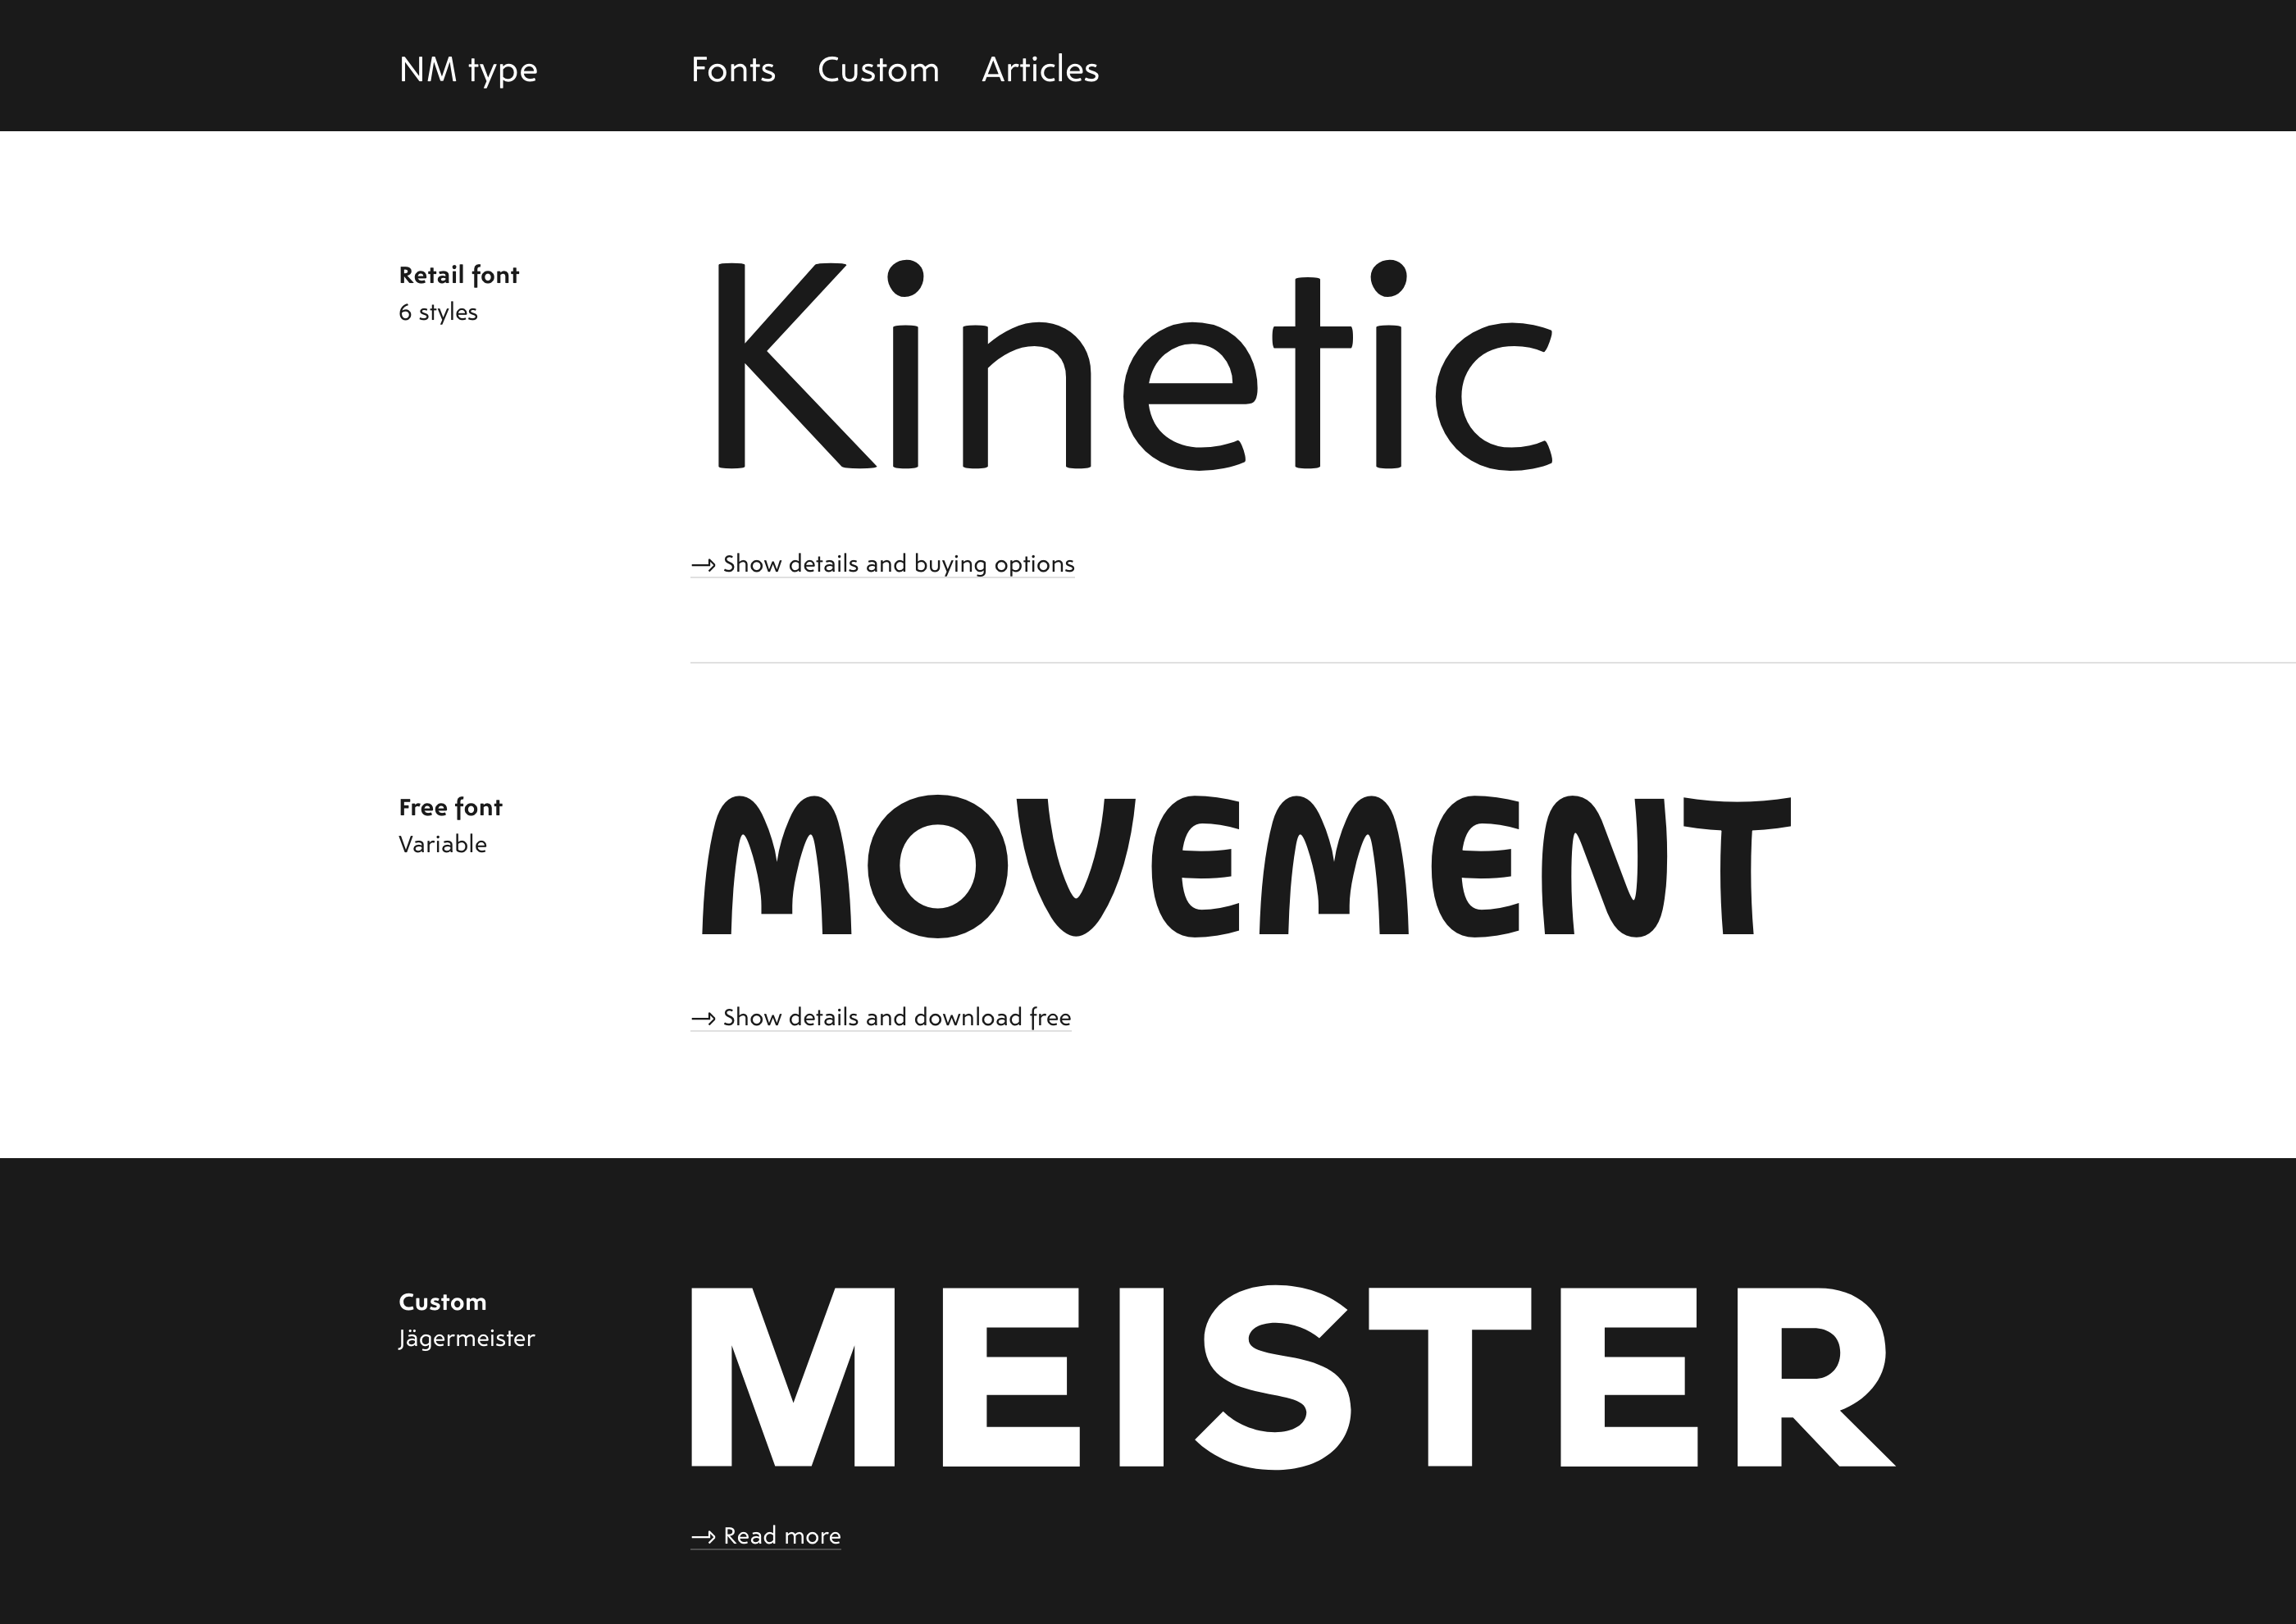 NM type Fonts Custom Articles
Retail font
6 styles
Kinetic
→ Show details and buying options
Free font
Variable
MOVEMENT
→ Show details and download free
Custom
Jägermeister
MEISTER
→ Read more